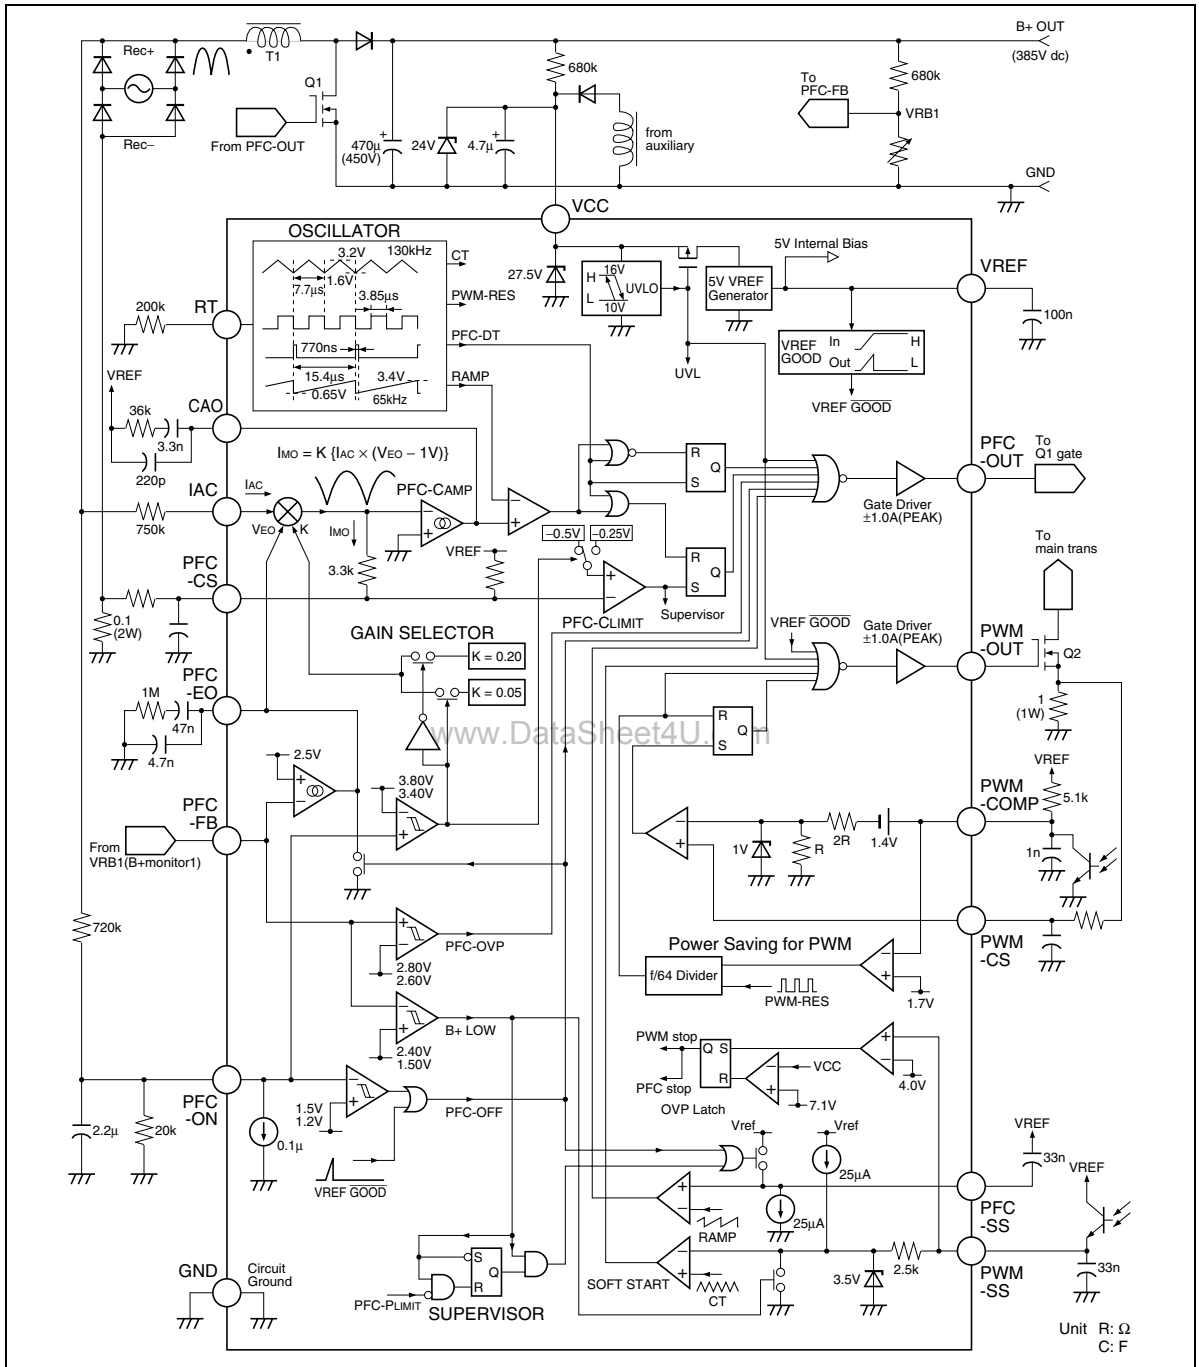 B+ OUT
(385V dc)
Rec+
T1
Q1
680k
To
PFC-FB
680k
VRB1
From PFC-OUT
Rec−
470μ
(450V)
24V
4.7μ
from
auxiliary
GND
VCC
OSCILLATOR
3.2V
130kHz
1.6V
7.7μs
3.85μs
770ns
15.4μs
0.65V
3.4V
65kHz
CT
PWM-RES
PFC-DT
RAMP
27.5V
H
L
16V
10V
UVLO
UVL
5V VREF
Generator
5V Internal Bias
VREF
100n
VREF
GOOD
In
Out
H
L
VREF GOOD
200k
RT
VREF
36k
3.3n
220p
CAO
IAC
750k
IAC
IMO = K {IAC × (VEO − 1V)}
VEO
K
IMO
3.3k
PFC-CAMP
−0.5V
−0.25V
VREF
PFC-CLIMIT
Supervisor
R
S
Q
R
S
Q
PFC
-OUT
To
Q1 gate
Gate Driver
±1.0A(PEAK)
To
main trans
PFC
-CS
0.1
(2W)
GAIN SELECTOR
K = 0.20
K = 0.05
VREF GOOD
Gate Driver
±1.0A(PEAK)
PWM
-OUT
Q2
1
(1W)
PFC
-EO
1M
47n
4.7n
R
S
Q
www.DataSheet4U.com
2.5V
3.80V
3.40V
VREF
5.1k
PWM
-COMP
1n
1V
R
2R
1.4V
PFC
-FB
From
VRB1(B+monitor1)
720k
PFC-OVP
2.80V
2.60V
B+ LOW
2.40V
1.50V
PWM
-CS
Power Saving for PWM
f/64 Divider
PWM-RES
1.7V
PWM stop
PFC stop
Q
S
R
OVP Latch
VCC
7.1V
4.0V
PFC
-ON
2.2μ
20k
0.1μ
1.5V
1.2V
PFC-OFF
VREF GOOD
Vref
Vref
25μA
25μA
VREF
33n
VREF
PFC
-SS
RAMP
PWM
-SS
33n
2.5k
3.5V
SOFT START
CT
S
R
Q
PFC-PLIMIT
SUPERVISOR
GND
Circuit
Ground
Unit R: Ω
C: F